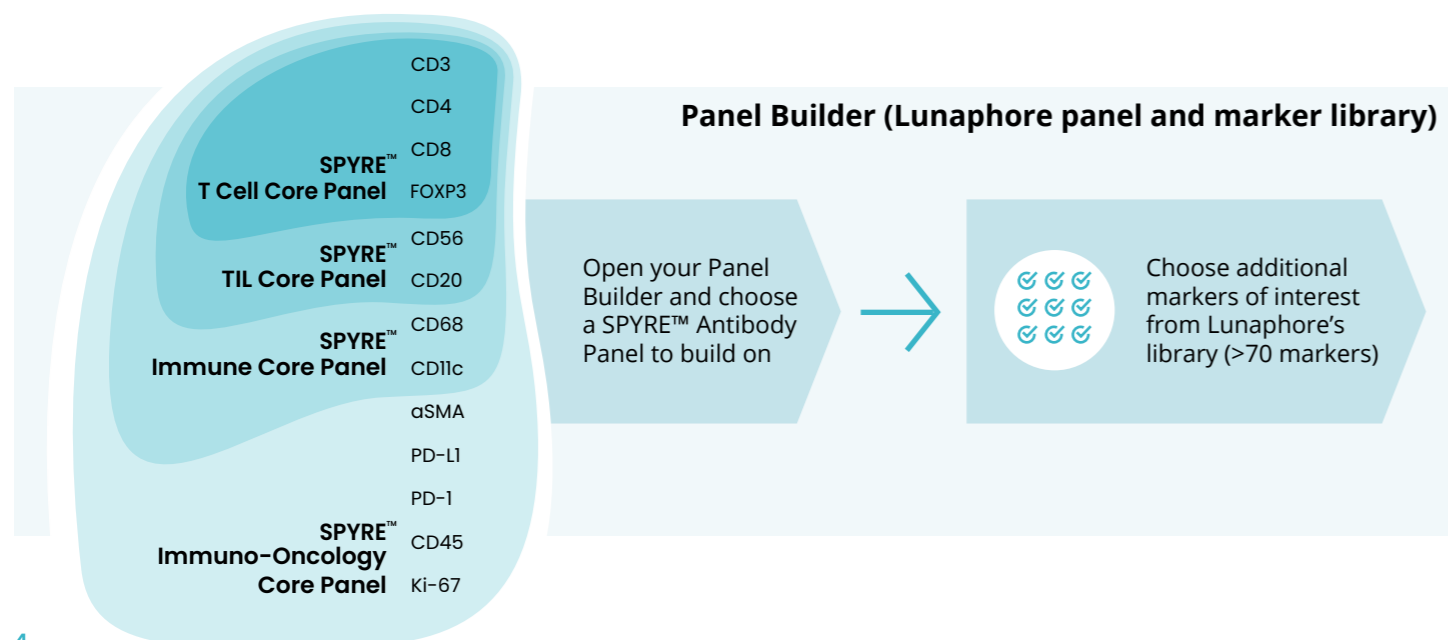 CD3
CD4
CD8
SPYRE™
T Cell Core Panel
FOXP3
CD56
SPYRE™
TIL Core Panel
CD20
CD68
SPYRE™
Immune Core Panel
CD11c
αSMA
PD-L1
PD-1
SPYRE™
Immuno-Oncology
Core Panel
CD45
Ki-67
Panel Builder (Lunaphore panel and marker library)
Open your Panel
Builder and choose
a SPYRE™ Antibody
Panel to build on
Choose additional
markers of interest
from Lunaphore’s
library (>70 markers)